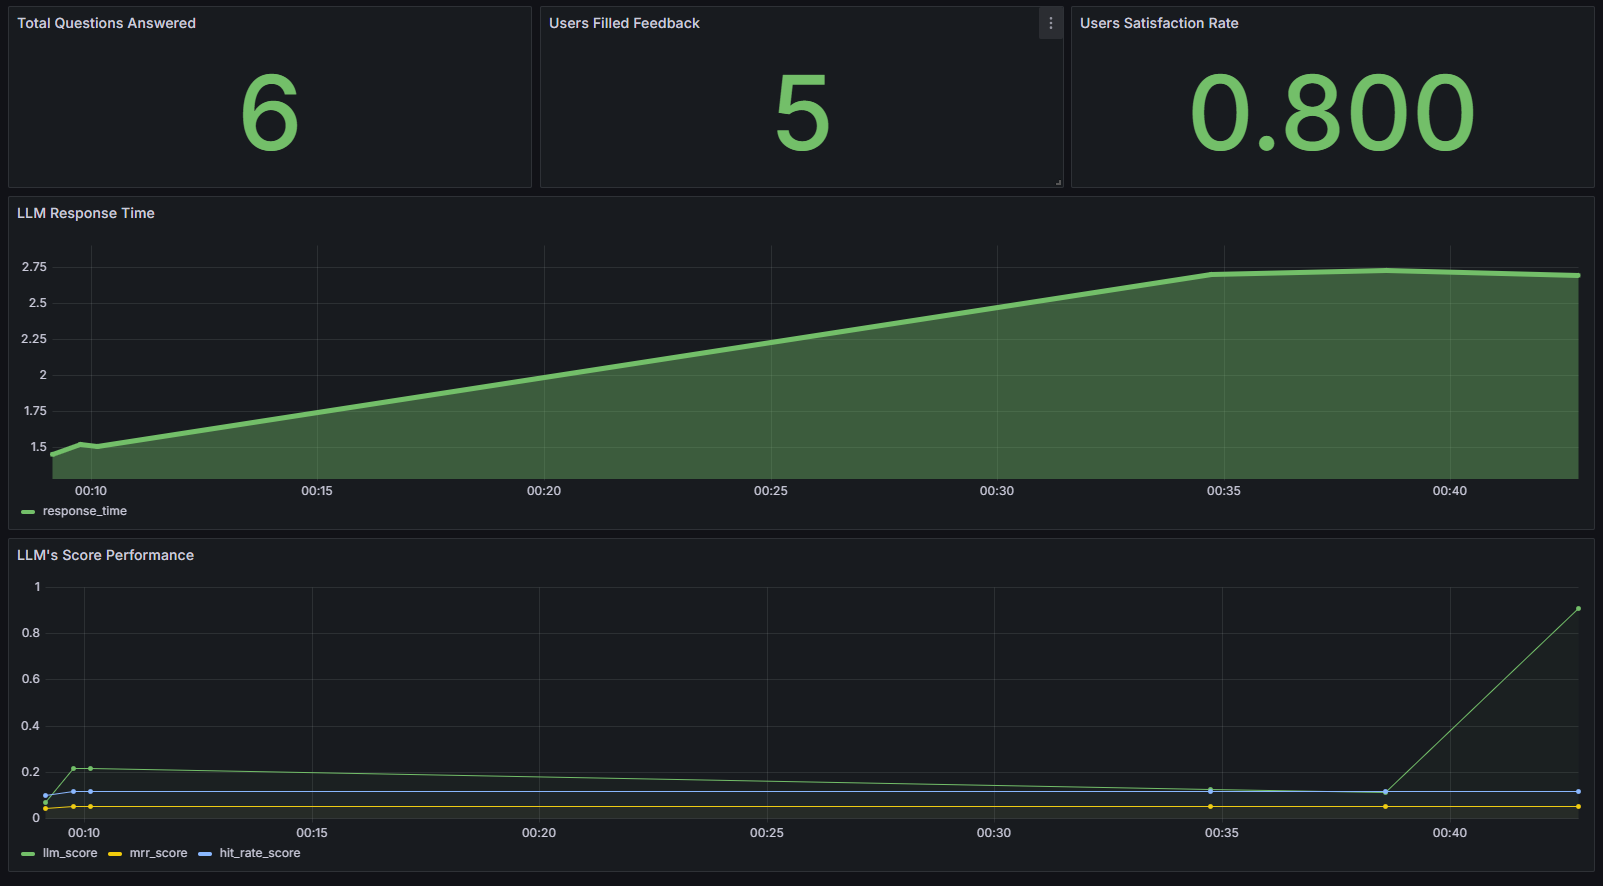 Total Questions Answered
6
Users Filled Feedback
5
Users Satisfaction Rate
0.800
LLM Response Time
2.75
2.5
2.25
2
1.75
1.5
00:10 00:15 00:20 00:25 00:30 00:35 00:40
response_time
LLM's Score Performance
1
0.8
0.6
0.4
0.2
0
00:10 00:15 00:20 00:25 00:30 00:35 00:40
llm_score mrr_score hit_rate_score